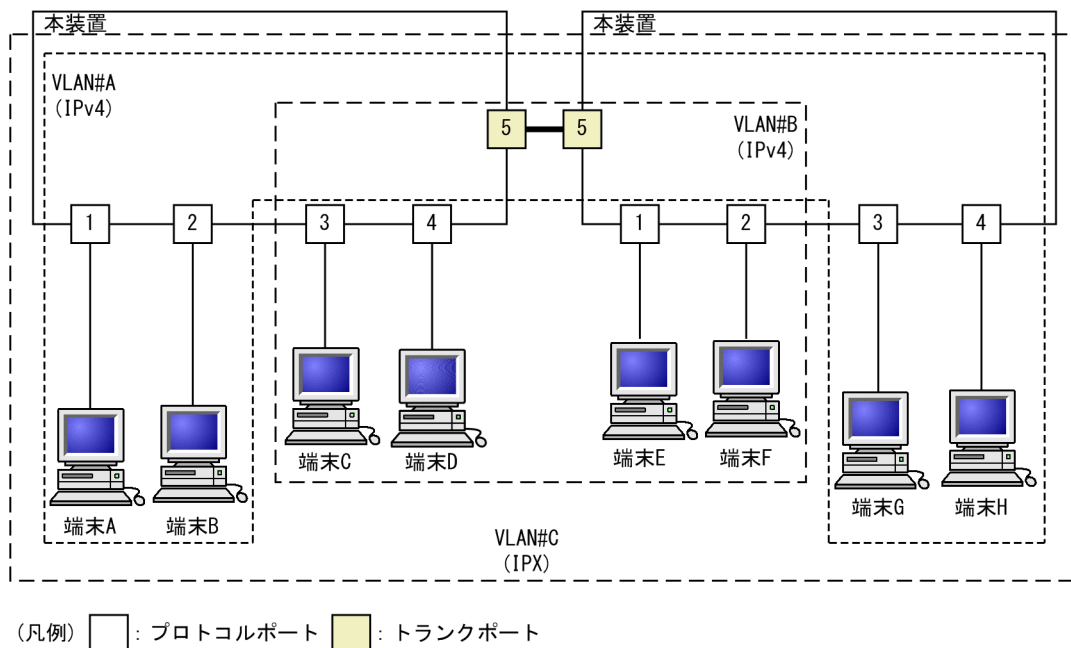 本装置
本装置
VLAN#A
(IPv4)
VLAN#B
(IPv4)
5
5
1
2
3
4
1
2
3
4
端末A
端末B
端末C
端末D
端末E
端末F
端末G
端末H
VLAN#C
(IPX)
(凡例) : プロトコルポート : トランクポート